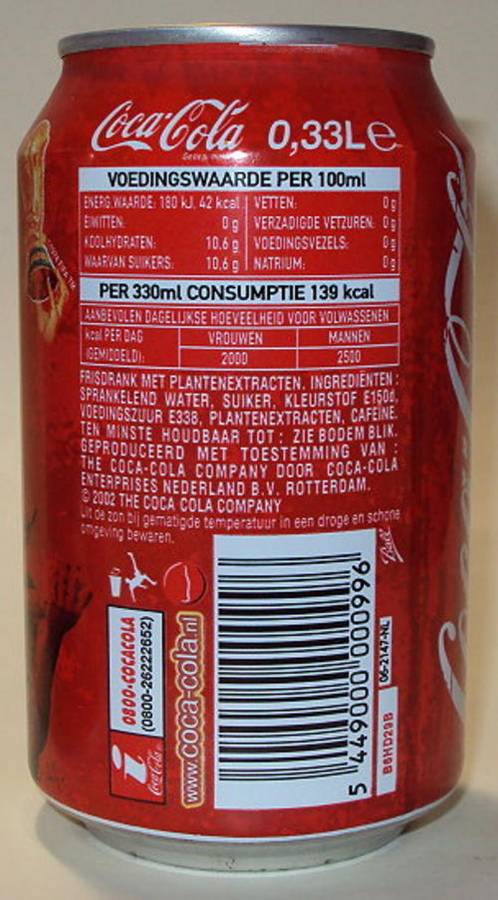 Coca-Cola 0,33L e
VOEDINGSWAARDE PER 100ml
ENERG.WAARDE: 180 kJ, 42 kcal
EIWITTEN: 0 g
KOOLHYDRATEN: 10,6 g
WAARVAN SUIKERS: 10,6 g
VETTEN: 0 g
VERZADIGDE VETZUREN: 0 g
VOEDINGSVEZELS: 0 g
NATRIUM: 0 g
PER 330ml CONSUMPTIE 139 kcal
AANBEVOLEN DAGELIJKSE HOEVEELHEID VOOR VOLWASSENEN
kcal PER DAG VROUWEN MANNEN
(GEMIDDELD): 2000 2500
FRISDRANK MET PLANTENEXTRACTEN. INGREDIËNTEN:
SPRANKELEND WATER, SUIKER, KLEURSTOF E150d,
VOEDINGSZUUR E338, PLANTENEXTRACTEN, CAFEÏNE.
TEN MINSTE HOUDBAAR TOT: ZIE BODEM BLIK.
GEPRODUCEERD MET TOESTEMMING VAN:
THE COCA-COLA COMPANY DOOR COCA-COLA
ENTERPRISES NEDERLAND B.V. ROTTERDAM.
© 2002 THE COCA COLA COMPANY
Uit de zon bij gematigde temperatuur in een droge en schone
omgeving bewaren.
Ball
i
Coca-Cola
0800-COCACOLA
(0800-26222652)
www.coca-cola.nl
5 449000 000996
06-2147-NL
B6HD29B